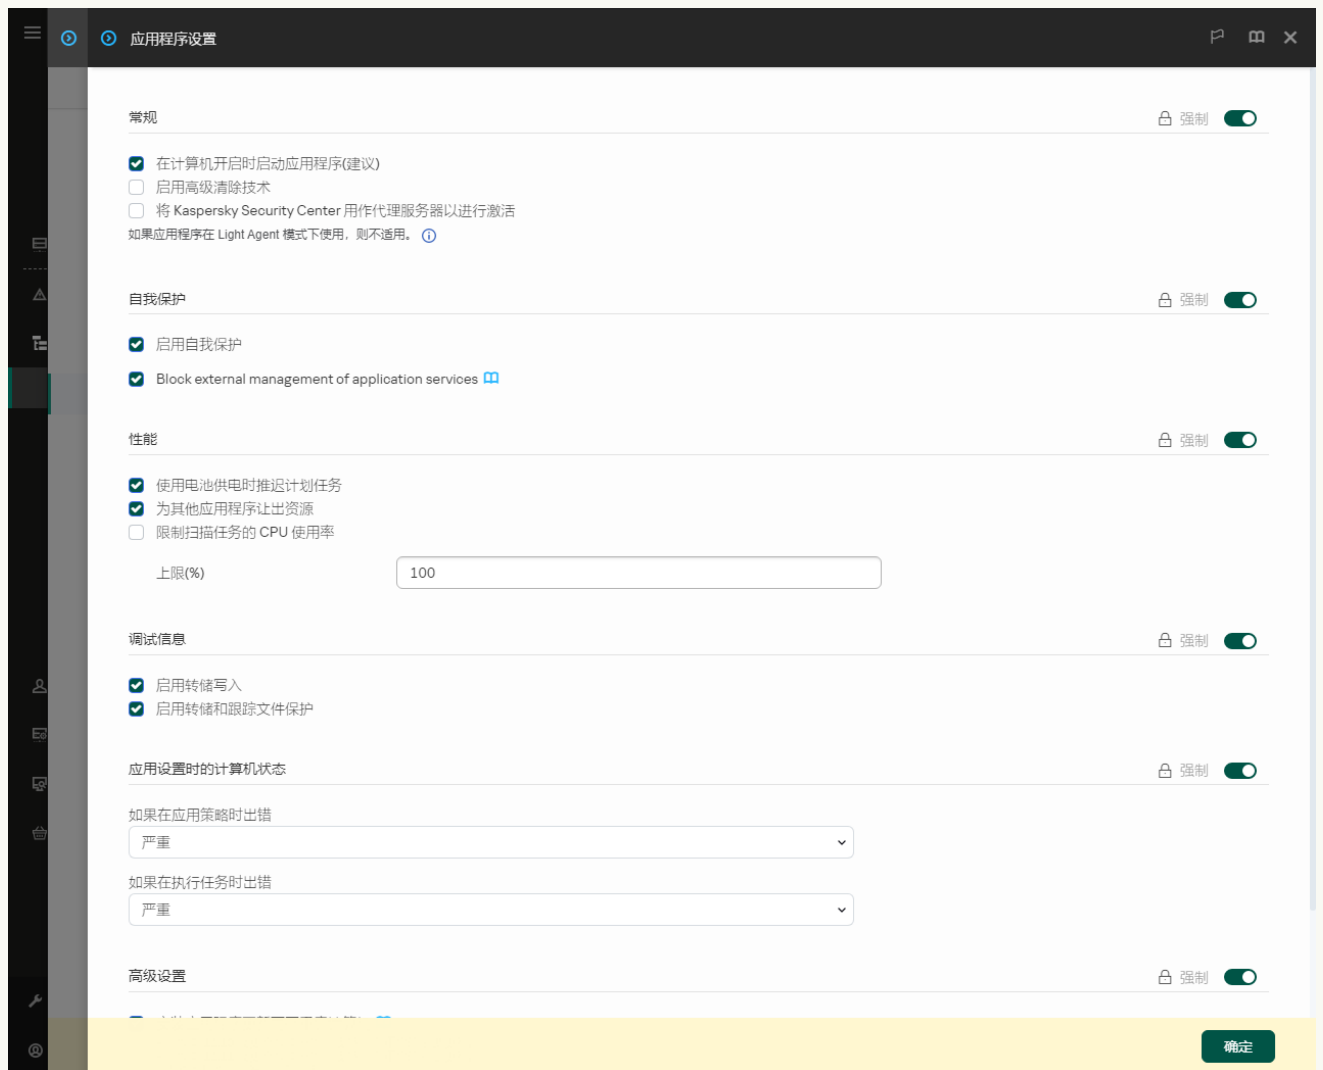 应用程序设置
常规
强制
在计算机开启时启动应用程序(建议)
启用高级清除技术
将 Kaspersky Security Center 用作代理服务器以进行激活
如果应用程序在 Light Agent 模式下使用，则不适用。
自我保护
强制
启用自我保护
Block external management of application services
性能
强制
使用电池供电时推迟计划任务
为其他应用程序让出资源
限制扫描任务的 CPU 使用率
上限(%)
100
调试信息
强制
启用转储写入
启用转储和跟踪文件保护
应用设置时的计算机状态
强制
如果在应用策略时出错
严重
如果在执行任务时出错
严重
高级设置
强制
确定